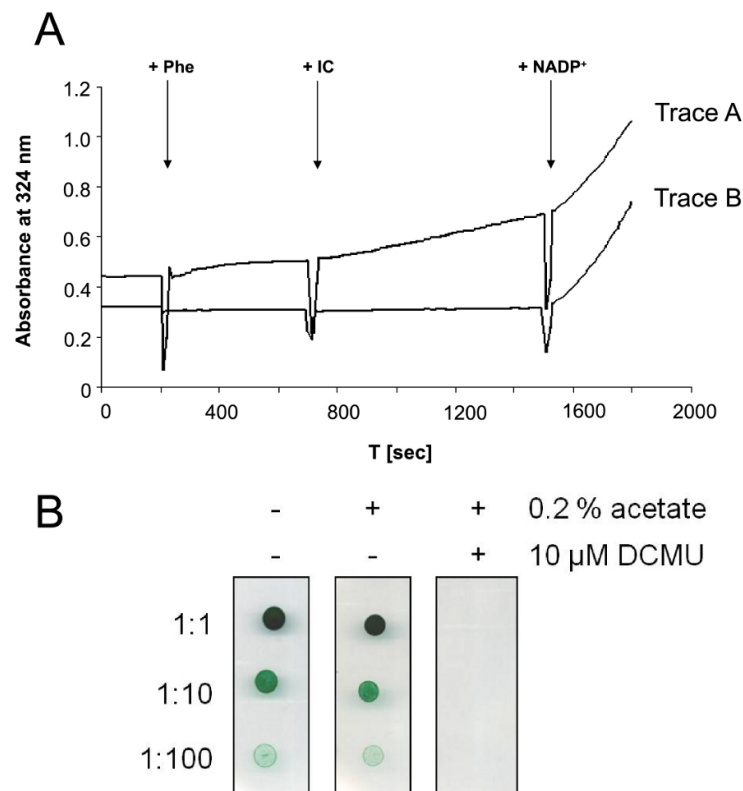 A
+ Phe + IC + NADP⁺
1.2
1.0
0.8
0.6
0.4
0.2
0
Absorbance at 324 nm
Trace A
Trace B
0 400 800 1200 1600 2000
T [sec]
B
- + + 0.2 % acetate
- - + 10 µM DCMU
1:1
1:10
1:100